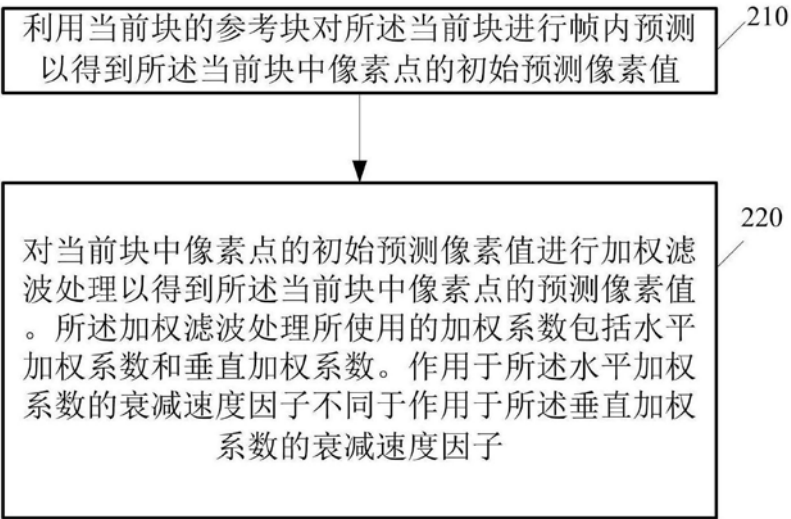 利用当前块的参考块对所述当前块进行帧内预测
以得到所述当前块中像素点的初始预测像素值
210
对当前块中像素点的初始预测像素值进行加权滤
波处理以得到所述当前块中像素点的预测像素值
。所述加权滤波处理所使用的加权系数包括水平
加权系数和垂直加权系数。作用于所述水平加权
系数的衰减速度因子不同于作用于所述垂直加权
系数的衰减速度因子
220